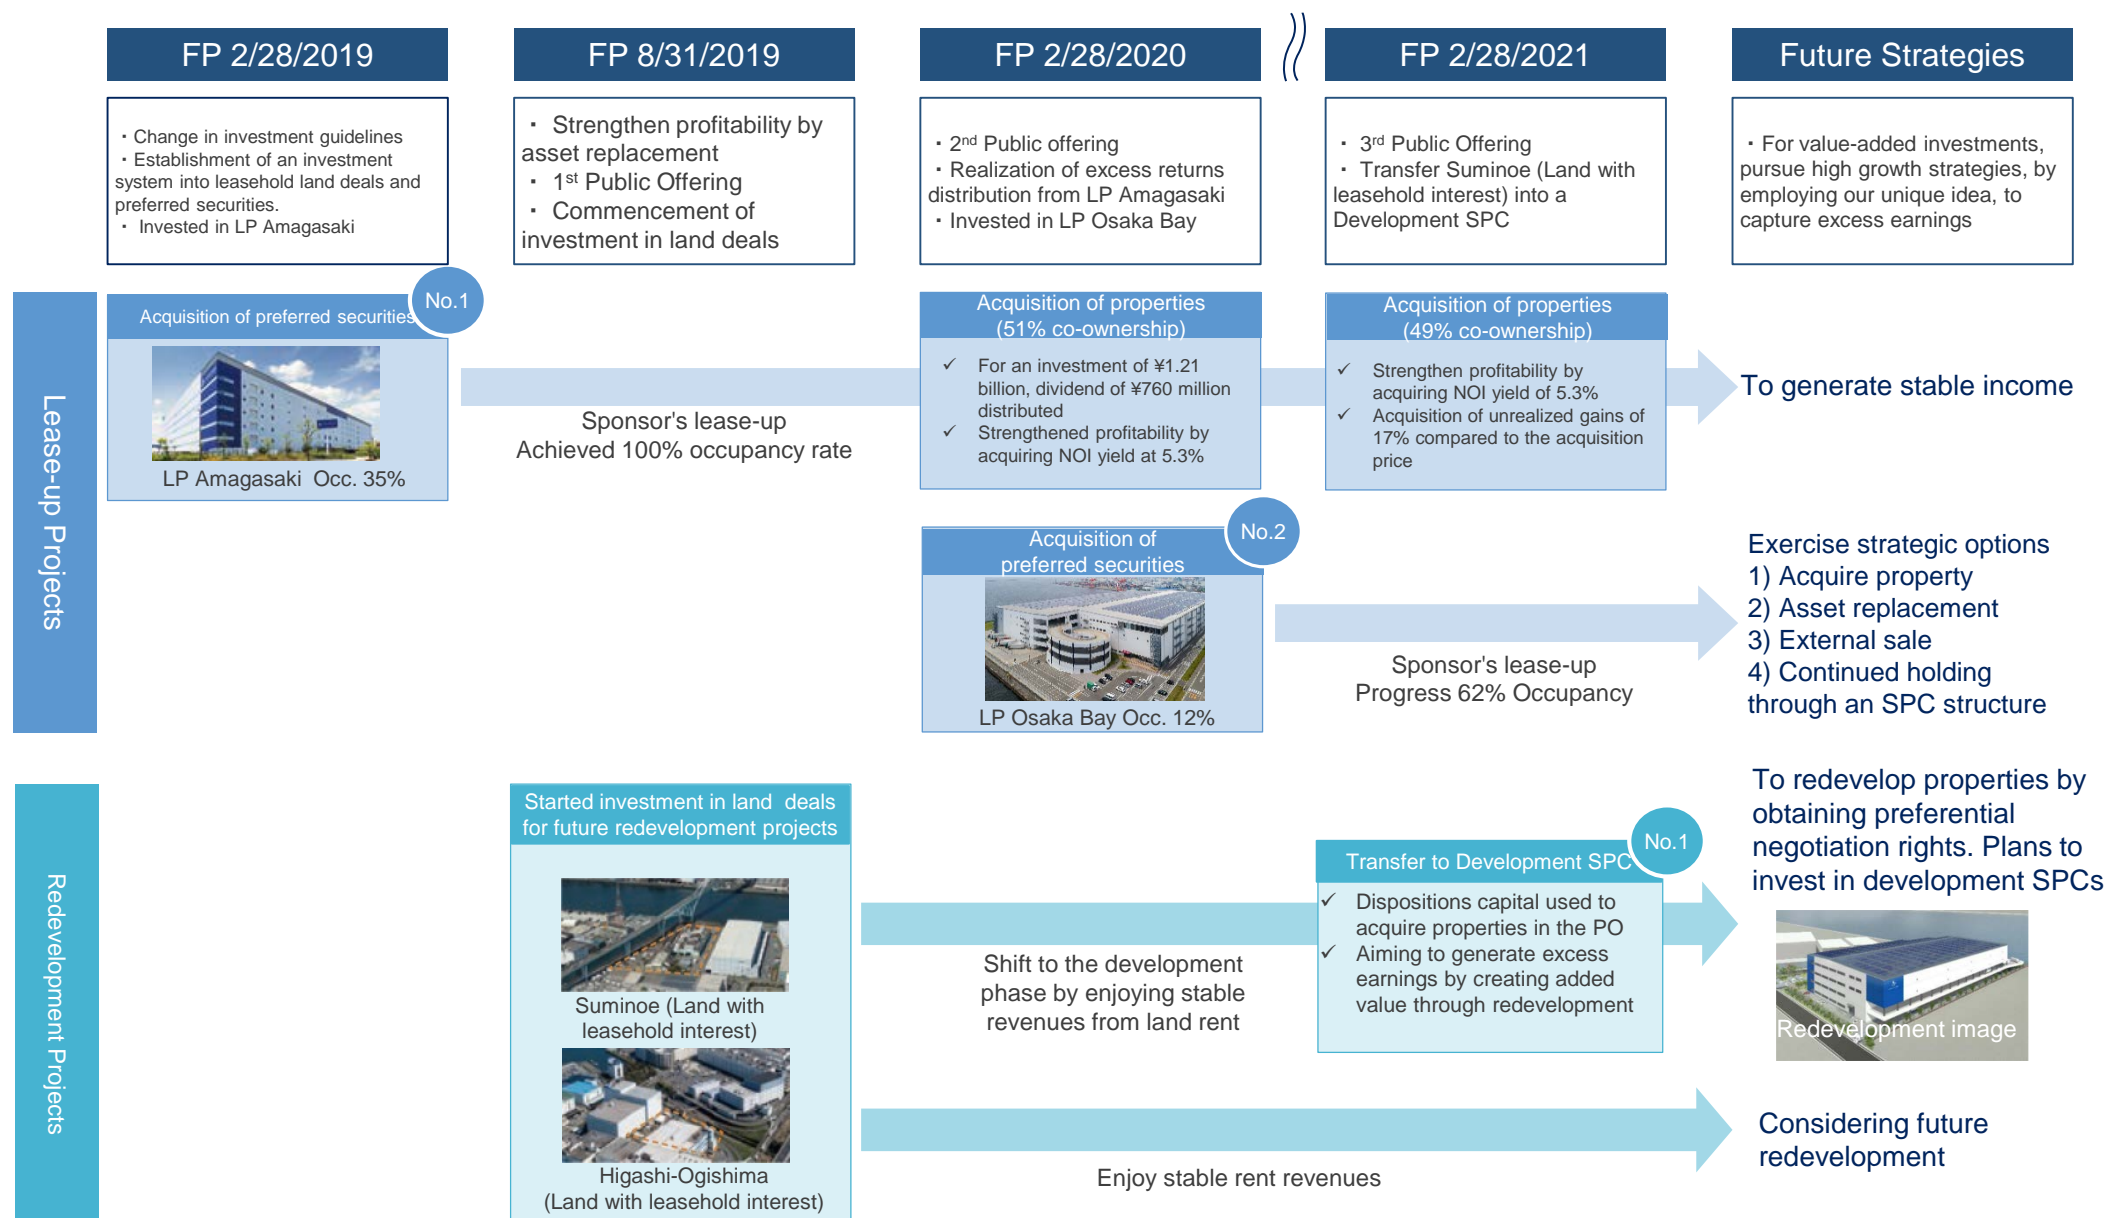 FP 2/28/2019
FP 8/31/2019
FP 2/28/2020
FP 2/28/2021
Future Strategies
・Change in investment guidelines
・Establishment of an investment
system into leasehold land deals and
preferred securities.
・ Invested in LP Amagasaki
・ Strengthen profitability by
asset replacement
・ 1st Public Offering
・ Commencement of
investment in land deals
・2nd Public offering
・Realization of excess returns
distribution from LP Amagasaki
・Invested in LP Osaka Bay
・ 3rd Public Offering
・ Transfer Suminoe (Land with
leasehold interest) into a
Development SPC
・For value-added investments,
pursue high growth strategies, by
employing our unique idea, to
capture excess earnings
Lease-up Projects
Acquisition of preferred securities
No.1
LP Amagasaki Occ. 35%
Sponsor's lease-up
Achieved 100% occupancy rate
Acquisition of properties
(51% co-ownership)
✓ For an investment of ¥1.21
billion, dividend of ¥760 million
distributed
✓ Strengthened profitability by
acquiring NOI yield at 5.3%
Acquisition of properties
(49% co-ownership)
✓ Strengthen profitability by
acquiring NOI yield of 5.3%
✓ Acquisition of unrealized gains of
17% compared to the acquisition
price
To generate stable income
Acquisition of
preferred securities
No.2
LP Osaka Bay Occ. 12%
Sponsor's lease-up
Progress 62% Occupancy
Exercise strategic options
1) Acquire property
2) Asset replacement
3) External sale
4) Continued holding
through an SPC structure
Redevelopment Projects
Started investment in land deals
for future redevelopment projects
Suminoe (Land with
leasehold interest)
Higashi-Ogishima
(Land with leasehold interest)
Shift to the development
phase by enjoying stable
revenues from land rent
Transfer to Development SPC
No.1
✓ Dispositions capital used to
acquire properties in the PO
✓ Aiming to generate excess
earnings by creating added
value through redevelopment
To redevelop properties by
obtaining preferential
negotiation rights. Plans to
invest in development SPCs
Redevelopment image
Enjoy stable rent revenues
Considering future
redevelopment